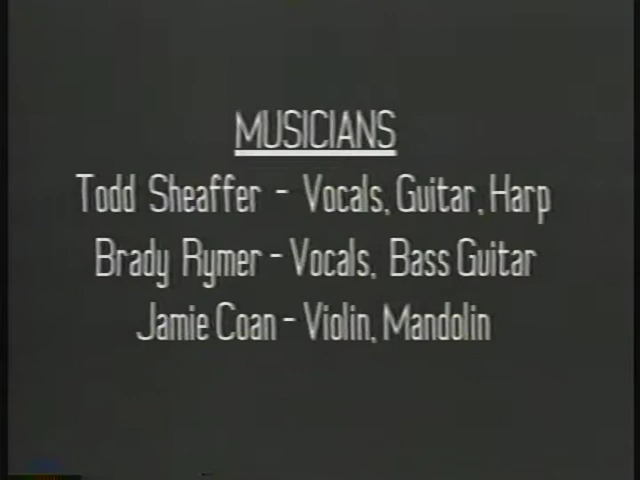 MUSICIANS
Todd Sheaffer - Vocals, Guitar, Harp
Brady Rymer - Vocals, Bass Guitar
Jamie Coan - Violin, Mandolin